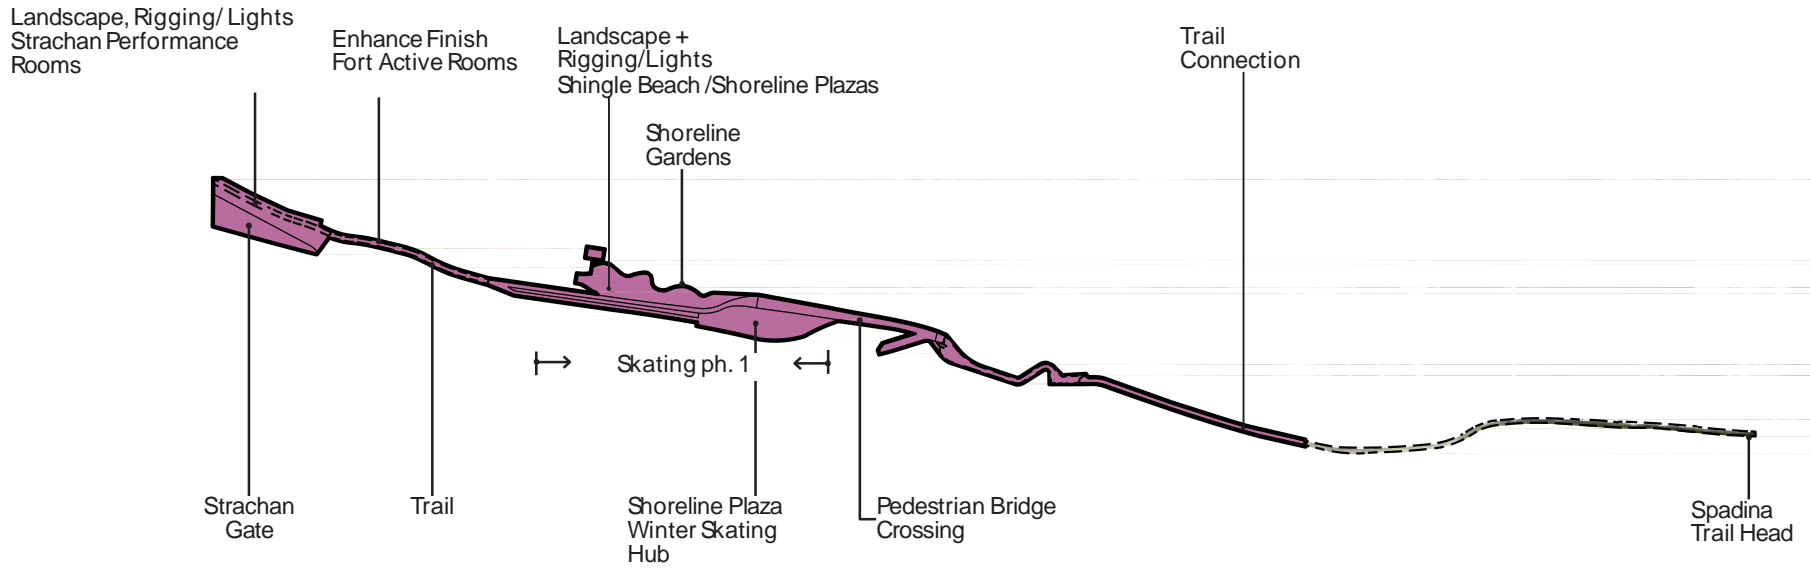 Landscape, Rigging/ Lights
Strachan Performance
Rooms
Enhance Finish
Fort Active Rooms
Landscape +
Rigging/Lights
Shingle Beach /Shoreline Plazas
Shoreline
Gardens
Trail
Connection
Skating ph. 1
Strachan
Gate
Trail
Shoreline Plaza
Winter Skating
Hub
Pedestrian Bridge
Crossing
Spadina
Trail Head